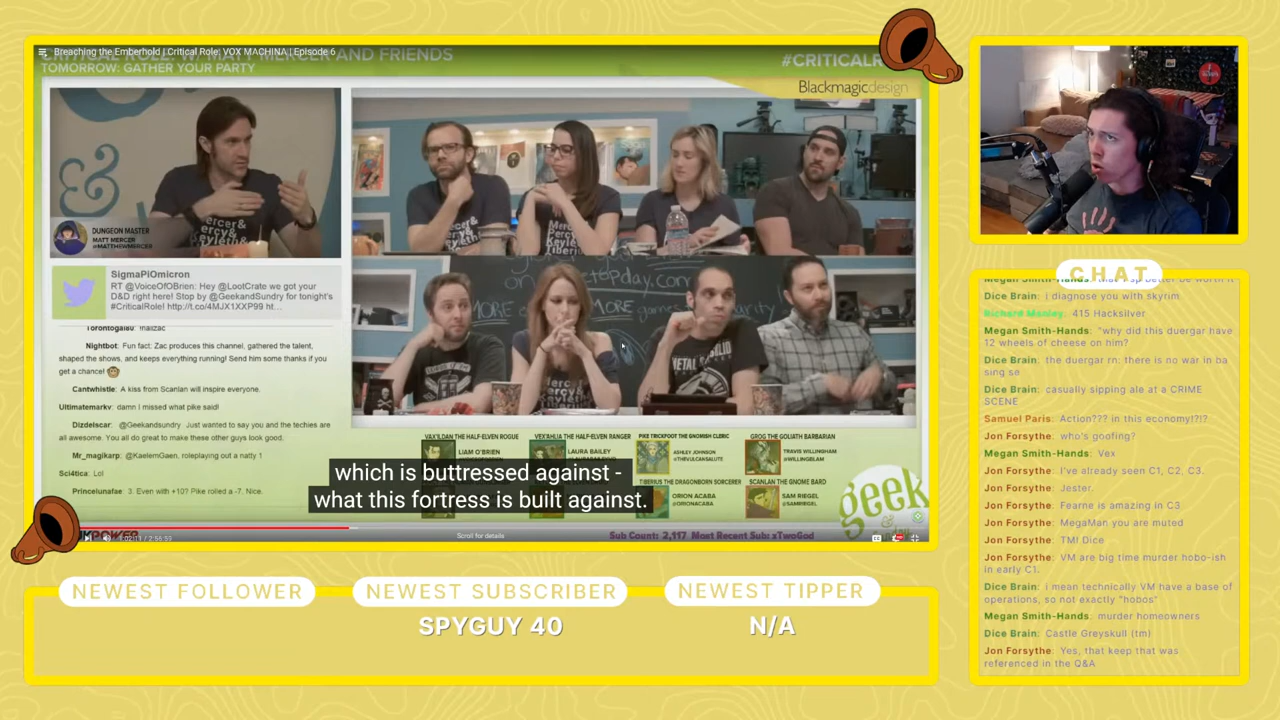 Breaching the Emberhold | Critical Role: VOX MACHINA | Episode 6
TOMORROW: GATHER YOUR PARTY
#CRITICALR
Blackmagicdesign
DUNGEON MASTER
MATT MERCER
@MATTHEWMERCER
SigmaPiOmicron
RT @VoiceOfOBrien: Hey @LootCrate we got your
D&D right here! Stop by @GeekandSundry for tonight's
#CriticalRole! http://t.co/4MJX1XXP99 ht...
Nightbot: Fun fact: Zac produces this channel, gathered the talent,
shaped the shows, and keeps everything running! Send him some thanks if you
get a chance!
Cantwhistle: A kiss from Scanlan will inspire everyone.
Ultimatemarkv: damn I missed what pike said!
Dizdelscar: @Geekandsundry Just wanted to say you and the techies are
all awesome. You all do great to make these other guys look good.
Mr_magikarp: @KaelemGaen, roleplaying out a natty 1
Sci4tica: Lol
Princelunafae: 3. Even with +10? Pike rolled a -7. Nice.
VAX'ILDAN THE HALF-ELVEN ROGUE
LIAM O'BRIEN
VEX'AHLIA THE HALF-ELVEN RANGER
LAURA BAILEY
PIKE TRICKFOOT THE GNOMISH CLERIC
ASHLEY JOHNSON
@THEVULCANSALUTE
GROG THE GOLIATH BARBARIAN
TRAVIS WILLINGHAM
@WILLINGBLAM
TIBERIUS THE DRAGONBORN SORCERER
ORION ACABA
@ORIONACABA
SCANLAN THE GNOME BARD
SAM RIEGEL
@SAMRIEGEL
which is buttressed against -
what this fortress is built against.
geek
Scroll for details
Sub Count: 2,117 Most Recent Sub: xTwoGod
NEWEST FOLLOWER
NEWEST SUBSCRIBER
SPYGUY 40
NEWEST TIPPER
N/A
CHAT
Dice Brain: i diagnose you with skyrim
Richard Manley: 415 Hacksilver
Megan Smith-Hands: "why did this duergar have
12 wheels of cheese on him?
Dice Brain: the duergar rn: there is no war in ba
sing se
Dice Brain: casually sipping ale at a CRIME
SCENE
Samuel Paris: Action??? in this economy!?!?
Jon Forsythe: who's goofing?
Megan Smith-Hands: Vex
Jon Forsythe: I've already seen C1, C2, C3.
Jon Forsythe: Jester.
Jon Forsythe: Fearne is amazing in C3
Jon Forsythe: MegaMan you are muted
Jon Forsythe: TMI Dice
Jon Forsythe: VM are big time murder hobo-ish
in early C1.
Dice Brain: i mean technically VM have a base of
operations, so not exactly "hobos"
Megan Smith-Hands: murder homeowners
Dice Brain: Castle Greyskull (tm)
Jon Forsythe: Yes, that keep that was
referenced in the Q&A